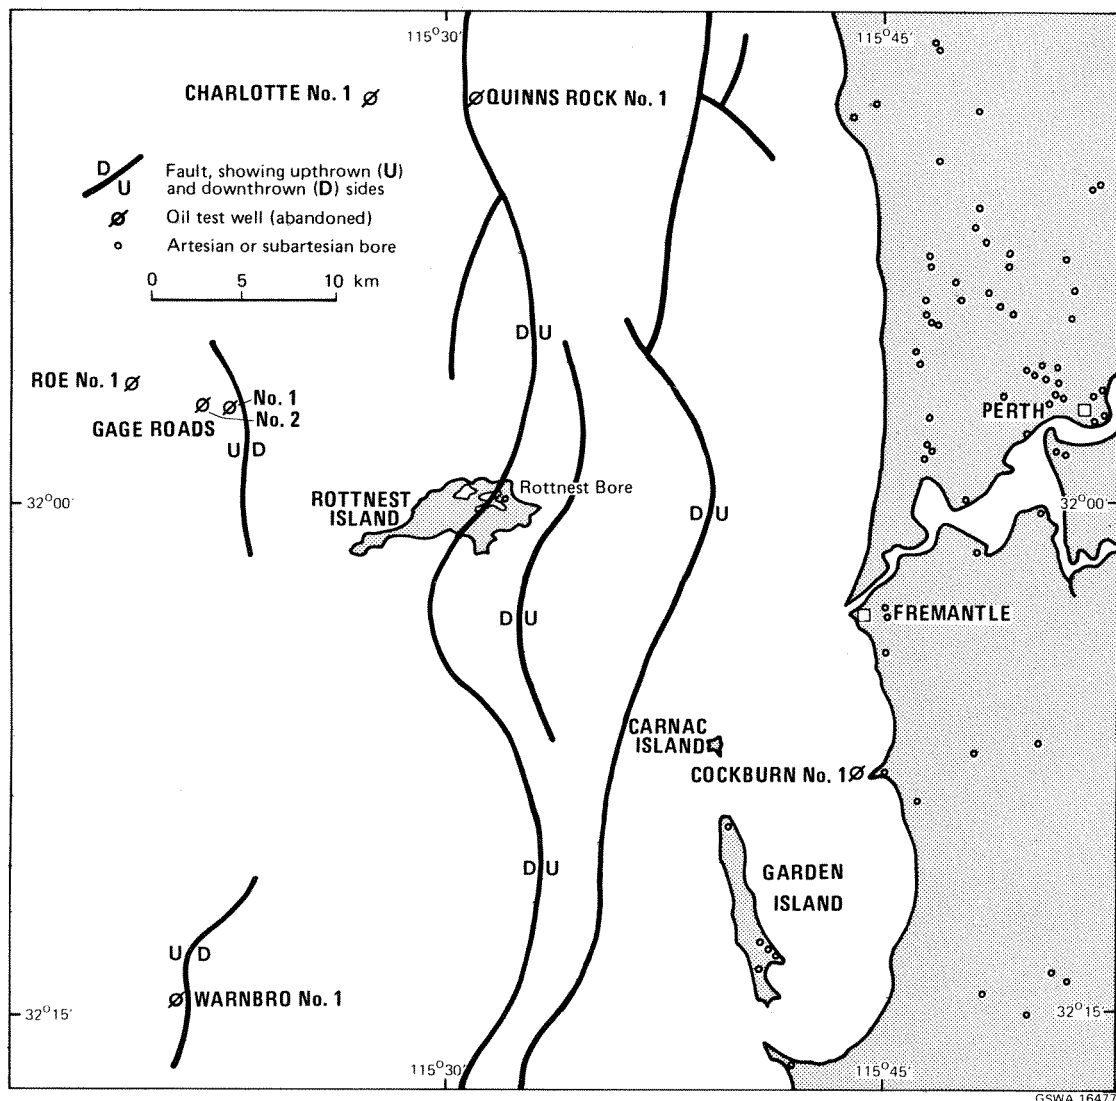 115°30'
115°45'
CHARLOTTE No. 1
QUINNS ROCK No. 1
D
U
Fault, showing upthrown (U)
and downthrown (D) sides
Oil test well (abandoned)
Artesian or subartesian bore
0 5 10 km
D U
ROE No. 1
No. 1
No. 2
GAGE ROADS
U D
PERTH
32°00'
ROTTNEST
ISLAND
Rottnest Bore
D U
32°00'
D U
FREMANTLE
CARNAC
ISLAND
COCKBURN No. 1
D U
GARDEN
ISLAND
U D
WARNBRO No. 1
32°15'
32°15'
115°30'
115°45'
GSWA 16477